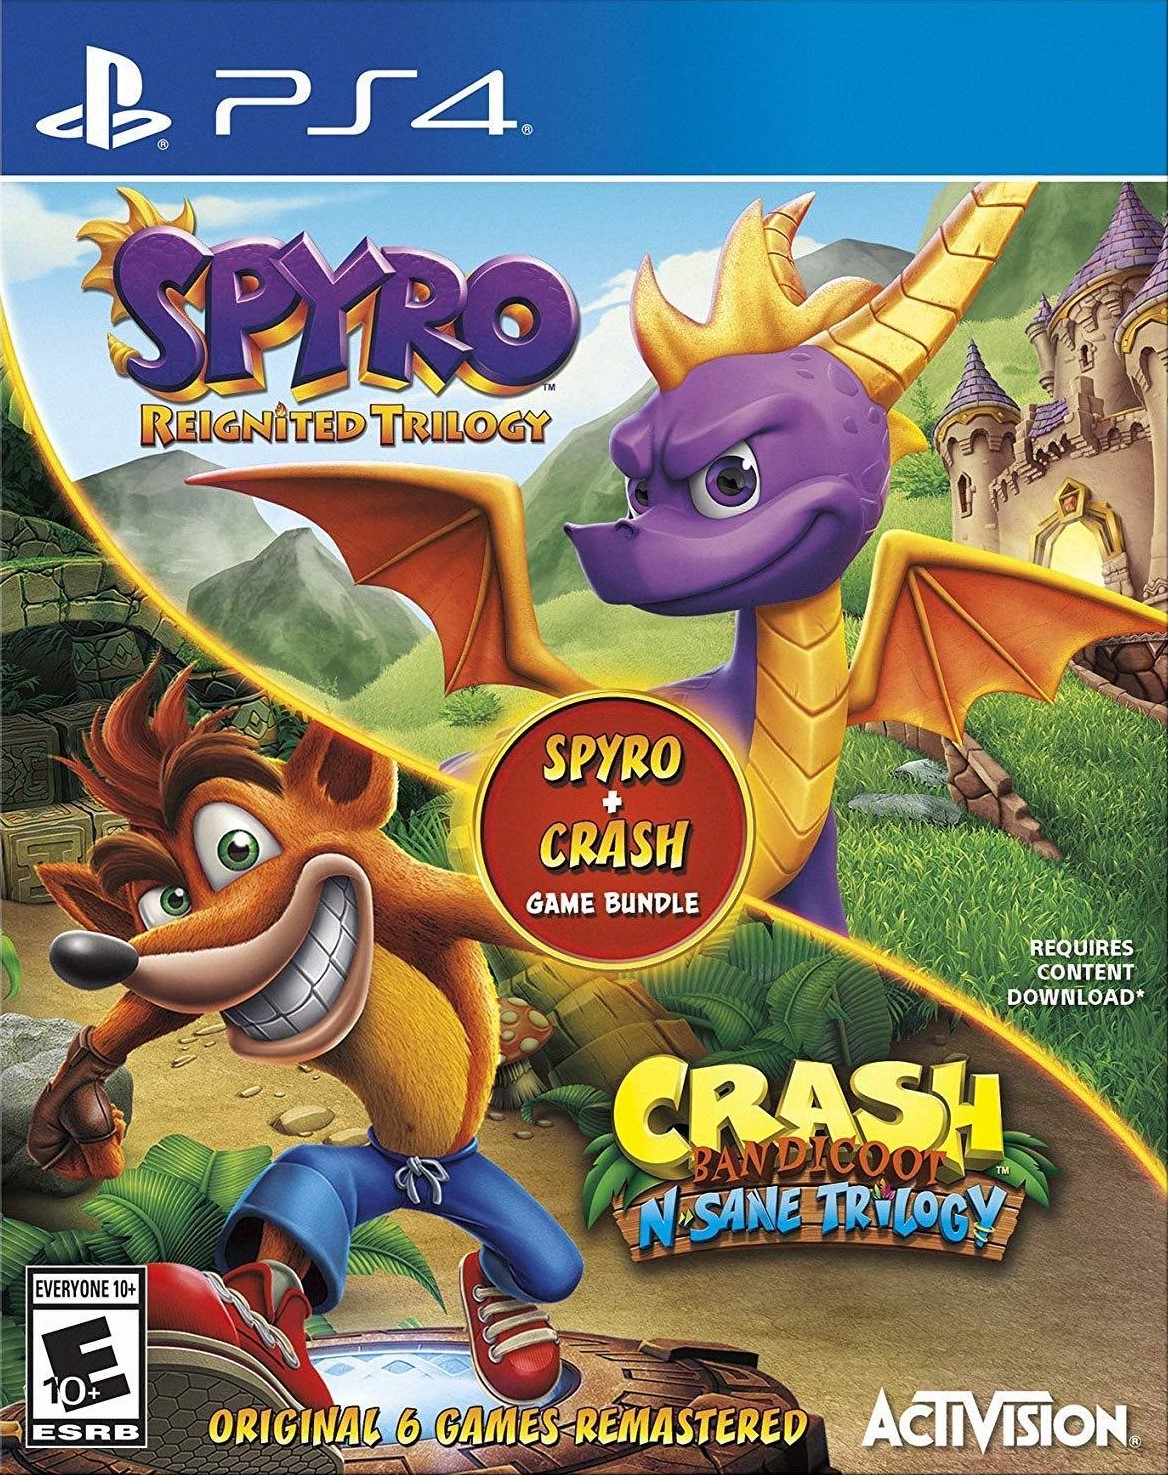 PS4
SPYRO
REIGNITED TRILOGY
SPYRO
+
CRASH
GAME BUNDLE
REQUIRES
CONTENT
DOWNLOAD*
CRASH
BANDICOOT
N•SANE TRILOGY
EVERYONE 10+
E
10+
ESRB
ORIGINAL 6 GAMES REMASTERED
ACTIVISION